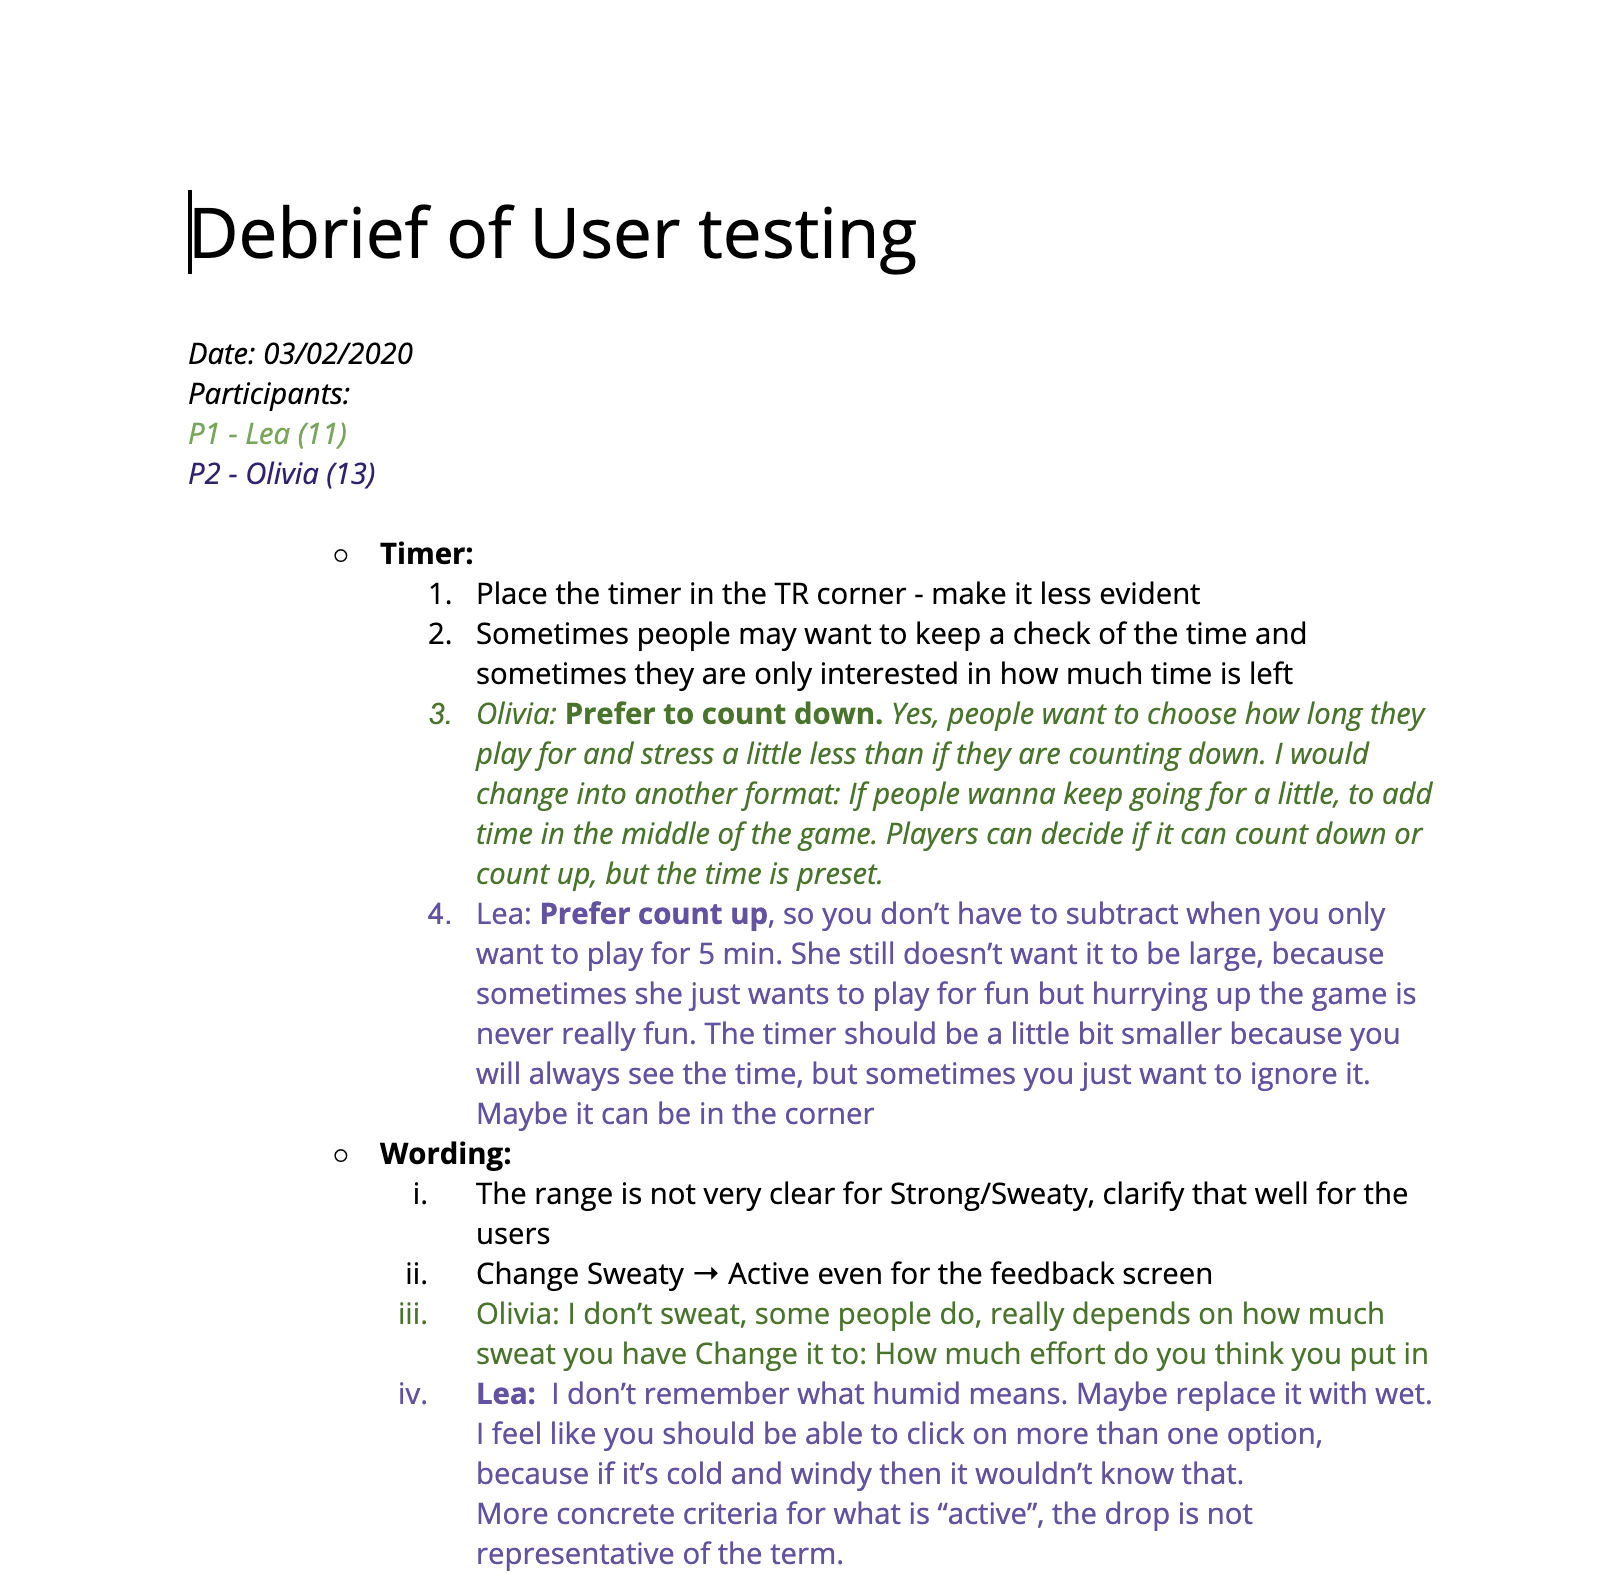 Debrief of User testing
Date: 03/02/2020
Participants:
P1 - Lea (11)
P2 - Olivia (13)
○ Timer:
1. Place the timer in the TR corner - make it less evident
2. Sometimes people may want to keep a check of the time and
sometimes they are only interested in how much time is left
3. Olivia: Prefer to count down. Yes, people want to choose how long they
play for and stress a little less than if they are counting down. I would
change into another format: If people wanna keep going for a little, to add
time in the middle of the game. Players can decide if it can count down or
count up, but the time is preset.
4. Lea: Prefer count up, so you don’t have to subtract when you only
want to play for 5 min. She still doesn’t want it to be large, because
sometimes she just wants to play for fun but hurrying up the game is
never really fun. The timer should be a little bit smaller because you
will always see the time, but sometimes you just want to ignore it.
Maybe it can be in the corner
○ Wording:
i. The range is not very clear for Strong/Sweaty, clarify that well for the
users
ii. Change Sweaty → Active even for the feedback screen
iii. Olivia: I don’t sweat, some people do, really depends on how much
sweat you have Change it to: How much effort do you think you put in
iv. Lea:  I don’t remember what humid means. Maybe replace it with wet.
I feel like you should be able to click on more than one option,
because if it’s cold and windy then it wouldn’t know that.
More concrete criteria for what is “active”, the drop is not
representative of the term.